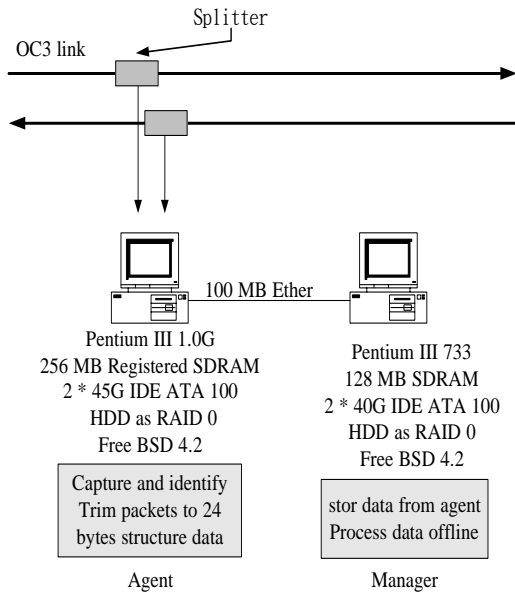 Splitter
OC3 link
100 MB Ether
Pentium III 1.0G
256 MB Registered SDRAM
2 * 45G IDE ATA 100
HDD as RAID 0
Free BSD 4.2
Capture and identify
Trim packets to 24
bytes structure data
Agent
Pentium III 733
128 MB SDRAM
2 * 40G IDE ATA 100
HDD as RAID 0
Free BSD 4.2
stor data from agent
Process data offline
Manager